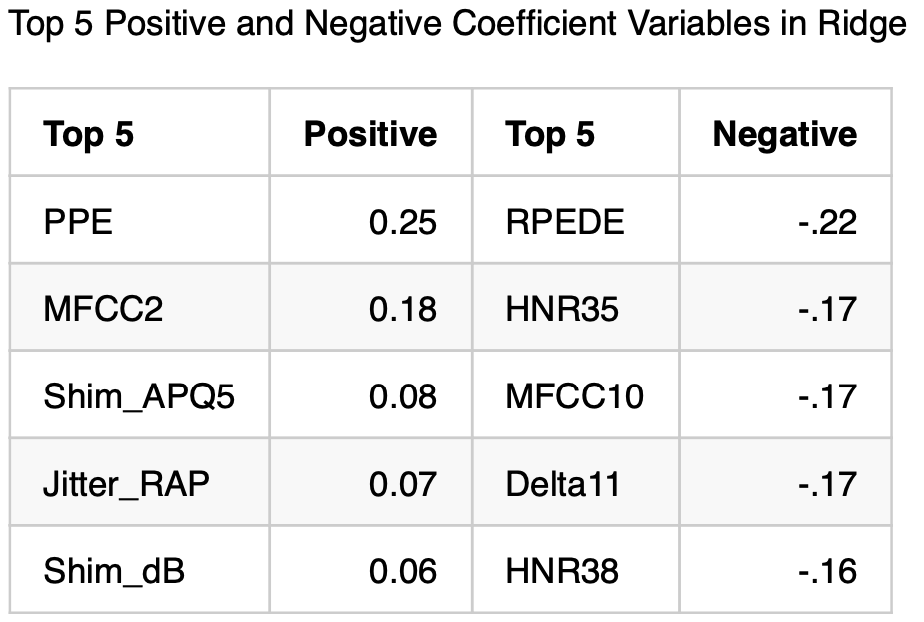 Top 5 Positive and Negative Coefficient Variables in Ridge
Top 5 Positive Top 5 Negative
PPE 0.25 RPEDE -.22
MFCC2 0.18 HNR35 -.17
Shim_APQ5 0.08 MFCC10 -.17
Jitter_RAP 0.07 Delta11 -.17
Shim_dB 0.06 HNR38 -.16